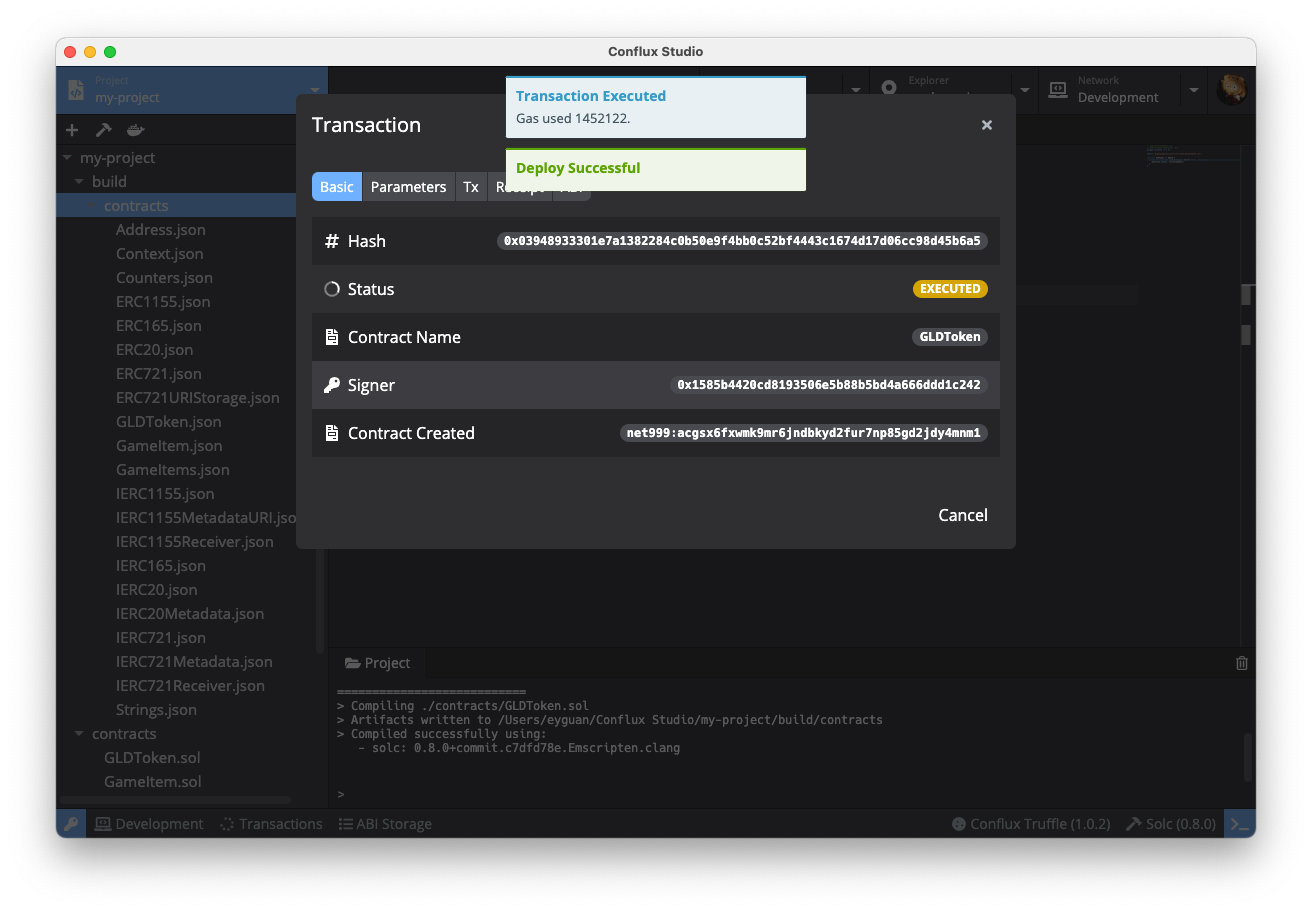 Conflux Studio
Project
my-project
Explorer
Network
Development
Transaction Executed
Gas used 1452122.
Deploy Successful
Transaction
Basic
Parameters
Tx
Receipt
ABI
# Hash
0x03948933301e7a1382284c0b50e9f4bb0c52bf4443c1674d17d06cc98d45b6a5
Status
EXECUTED
Contract Name
GLDToken
Signer
0x1585b4420cd8193506e5b88b5bd4a666ddd1c242
Contract Created
net999:acgsx6fxwmk9mr6jndbkyd2fur7np85gd2jdy4mnm1
Cancel
my-project
build
contracts
Address.json
Context.json
Counters.json
ERC1155.json
ERC165.json
ERC20.json
ERC721.json
ERC721URIStorage.json
GLDToken.json
GameItem.json
GameItems.json
IERC1155.json
IERC1155MetadataURI.jso
IERC1155Receiver.json
IERC165.json
IERC20.json
IERC20Metadata.json
IERC721.json
IERC721Metadata.json
IERC721Receiver.json
Strings.json
contracts
GLDToken.sol
GameItem.sol
Project
===========================
> Compiling ./contracts/GLDToken.sol
> Artifacts written to /Users/eyguan/Conflux Studio/my-project/build/contracts
> Compiled successfully using:
- solc: 0.8.0+commit.c7dfd78e.Emscripten.clang
>
Development
Transactions
ABI Storage
Conflux Truffle (1.0.2)
Solc (0.8.0)